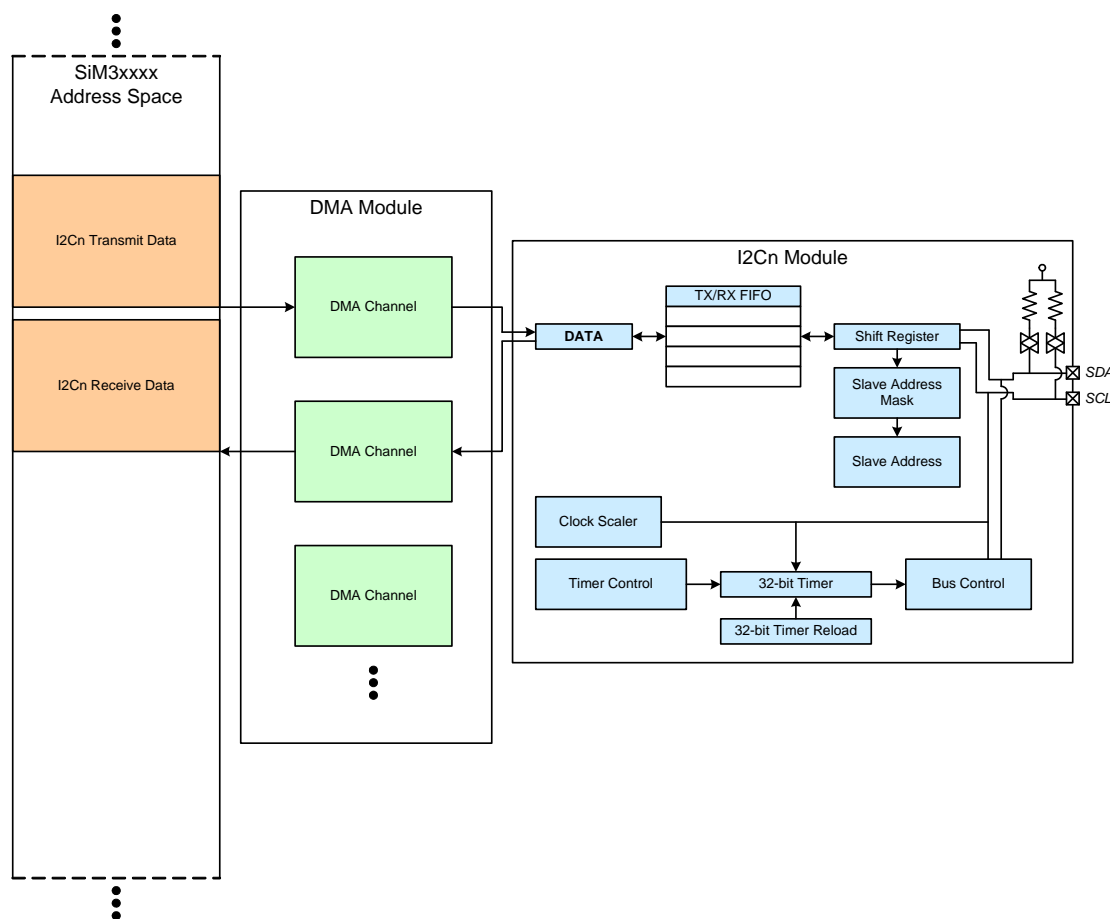 SiM3xxxx
Address Space
I2Cn Transmit Data
I2Cn Receive Data
DMA Module
DMA Channel
DMA Channel
DMA Channel
I2Cn Module
TX/RX FIFO
DATA
Shift Register
Slave Address
Mask
Slave Address
SDA
SCL
Clock Scaler
Timer Control
32-bit Timer
Bus Control
32-bit Timer Reload